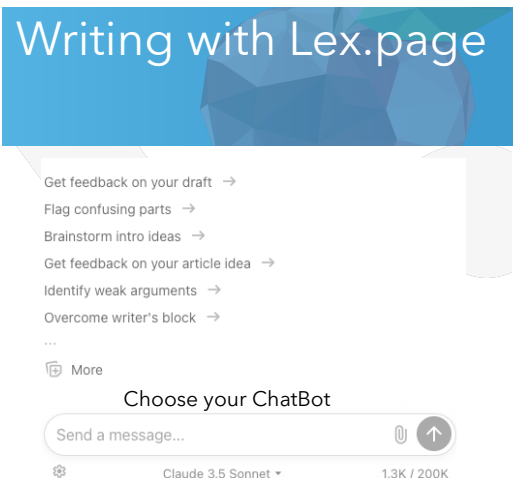 Writing with Lex.page
Get feedback on your draft →
Flag confusing parts →
Brainstorm intro ideas →
Get feedback on your article idea →
Identify weak arguments →
Overcome writer's block →
...
More
Choose your ChatBot
Send a message...
Claude 3.5 Sonnet
1.3K / 200K